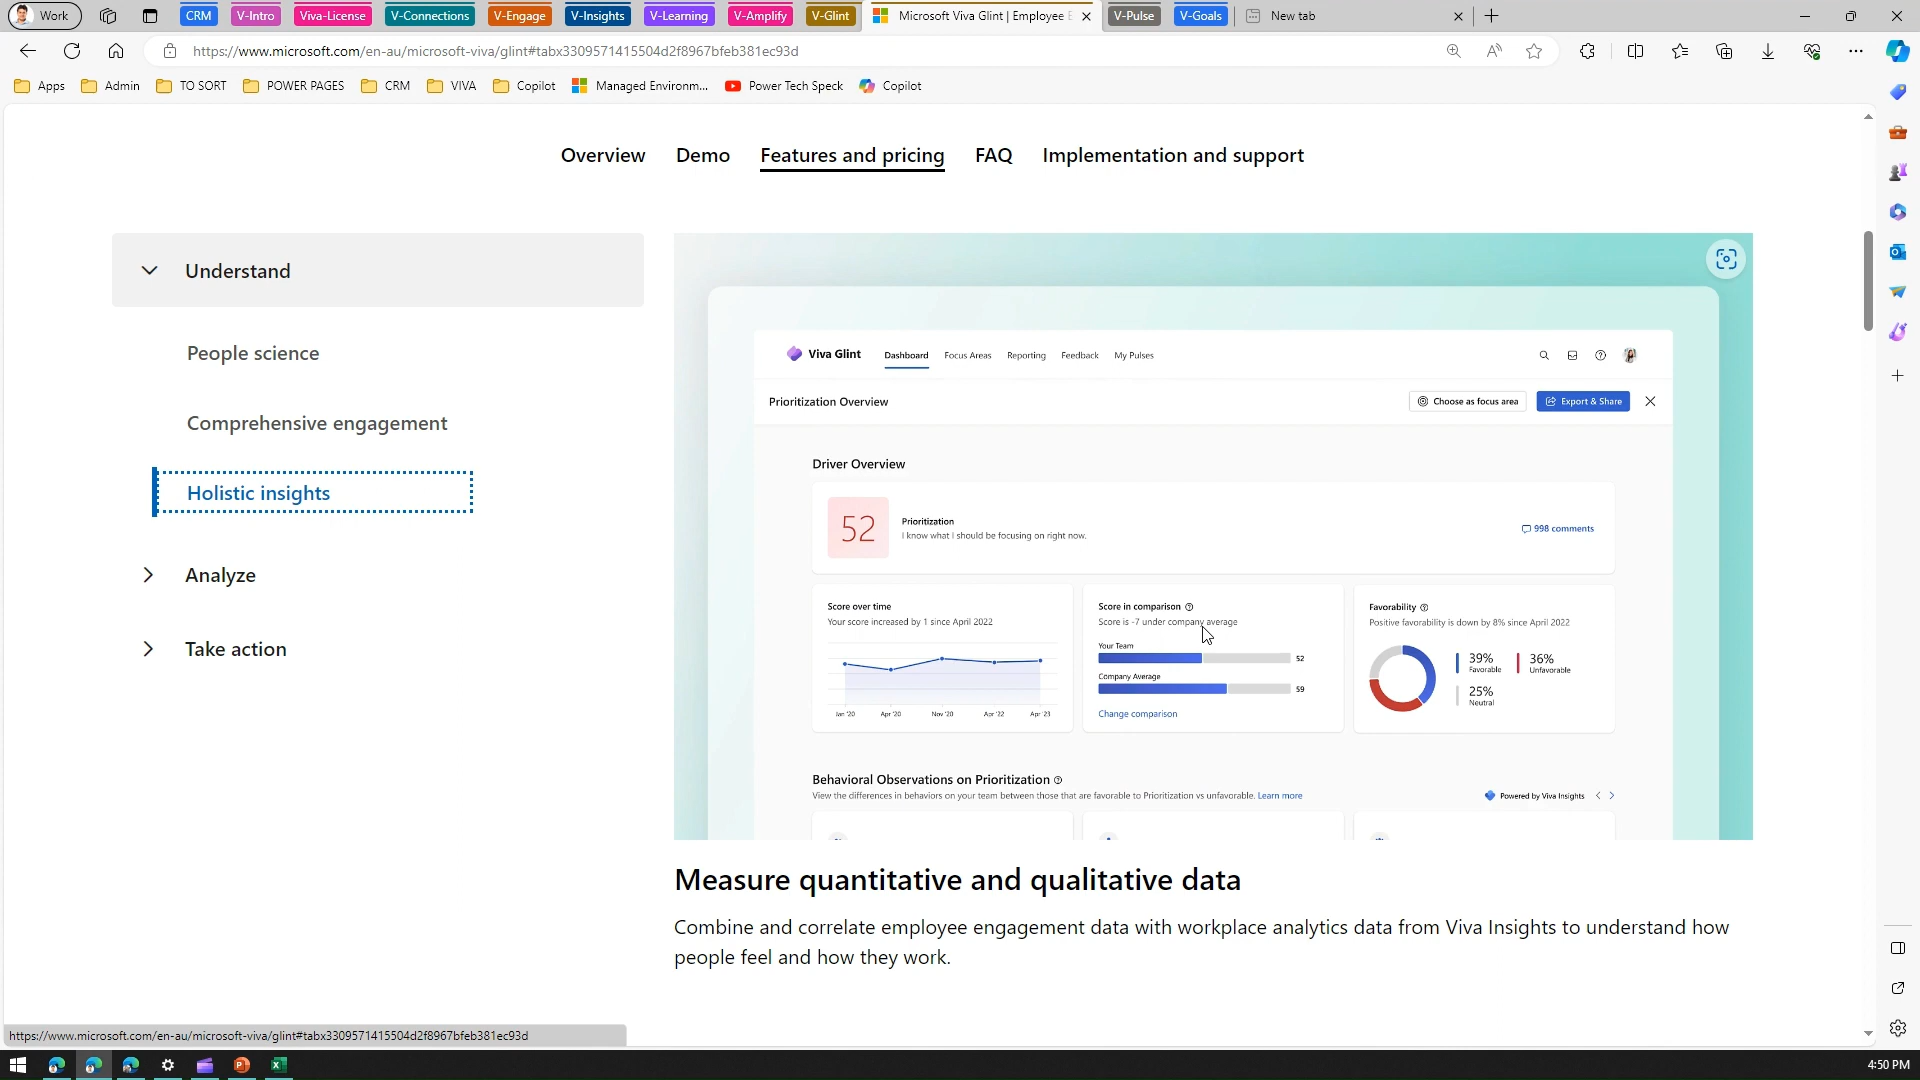 Work
CRM
V-Intro
Viva-License
V-Connections
V-Engage
V-Insights
V-Learning
V-Amplify
V-Glint
Microsoft Viva Glint | Employee E
V-Pulse
V-Goals
New tab
https://www.microsoft.com/en-au/microsoft-viva/glint#tabx3309571415504d2f8967bfeb381ec93d
Apps
Admin
TO SORT
POWER PAGES
CRM
VIVA
Copilot
Managed Environm...
Power Tech Speck
Copilot
Overview
Demo
Features and pricing
FAQ
Implementation and support
Understand
People science
Comprehensive engagement
Holistic insights
Analyze
Take action
Viva Glint
Dashboard
Focus Areas
Reporting
Feedback
My Pulses
Prioritization Overview
Choose as focus area
Export & Share
Driver Overview
52
Prioritization
I know what I should be focusing on right now.
998 comments
Score over time
Your score increased by 1 since April 2022
Jan '20
Apr '20
Nov '20
Apr '22
Apr '23
Score in comparison
Score is -7 under company average
Your Team
52
Company Average
59
Change comparison
Favorability
Positive favorability is down by 8% since April 2022
39%
Favorable
36%
Unfavorable
25%
Neutral
Behavioral Observations on Prioritization
View the differences in behaviors on your team between those that are favorable to Prioritization vs unfavorable. Learn more
Powered by Viva Insights
Measure quantitative and qualitative data
Combine and correlate employee engagement data with workplace analytics data from Viva Insights to understand how
people feel and how they work.
https://www.microsoft.com/en-au/microsoft-viva/glint#tabx3309571415504d2f8967bfeb381ec93d
4:50 PM